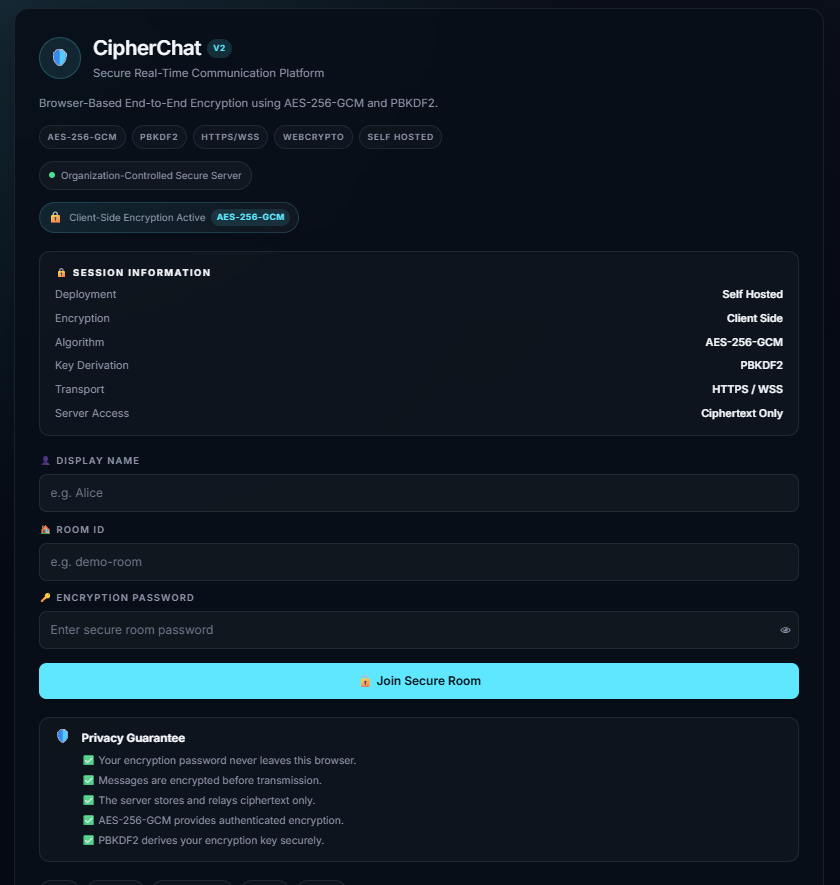 CipherChat V2
Secure Real-Time Communication Platform
Browser-Based End-to-End Encryption using AES-256-GCM and PBKDF2.
AES-256-GCM PBKDF2 HTTPS/WSS WEBCRYPTO SELF HOSTED
Organization-Controlled Secure Server
Client-Side Encryption Active AES-256-GCM
SESSION INFORMATION
Deployment Self Hosted
Encryption Client Side
Algorithm AES-256-GCM
Key Derivation PBKDF2
Transport HTTPS / WSS
Server Access Ciphertext Only
DISPLAY NAME
e.g. Alice
ROOM ID
e.g. demo-room
ENCRYPTION PASSWORD
Enter secure room password
Join Secure Room
Privacy Guarantee
Your encryption password never leaves this browser.
Messages are encrypted before transmission.
The server stores and relays ciphertext only.
AES-256-GCM provides authenticated encryption.
PBKDF2 derives your encryption key securely.